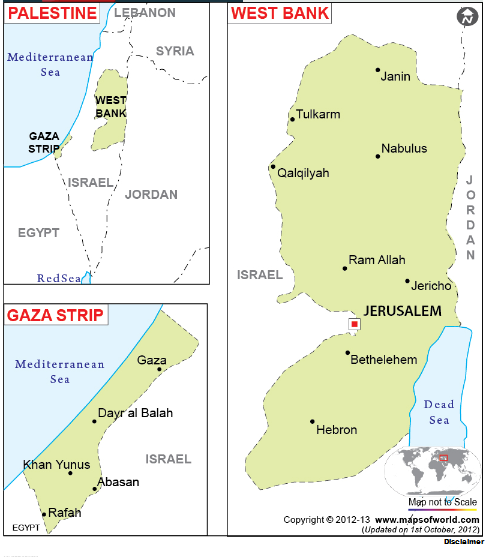 PALESTINE
LEBANON
SYRIA
Mediterranean
Sea
WEST
BANK
GAZA
STRIP
ISRAEL
JORDAN
EGYPT
RedSea
GAZA STRIP
Mediterranean
Sea
Gaza
Dayr al Balah
ISRAEL
Khan Yunus
Abasan
Rafah
EGYPT
WEST BANK
N
Janin
Tulkarm
Nabulus
Qalqilyah
JORDAN
Ram Allah
ISRAEL
Jericho
JERUSALEM
Bethelehem
Dead
Sea
Hebron
Map not to Scale
Copyright © 2012-13 www.mapsofworld.com
(Updated on 1st October, 2012)
Disclaimer